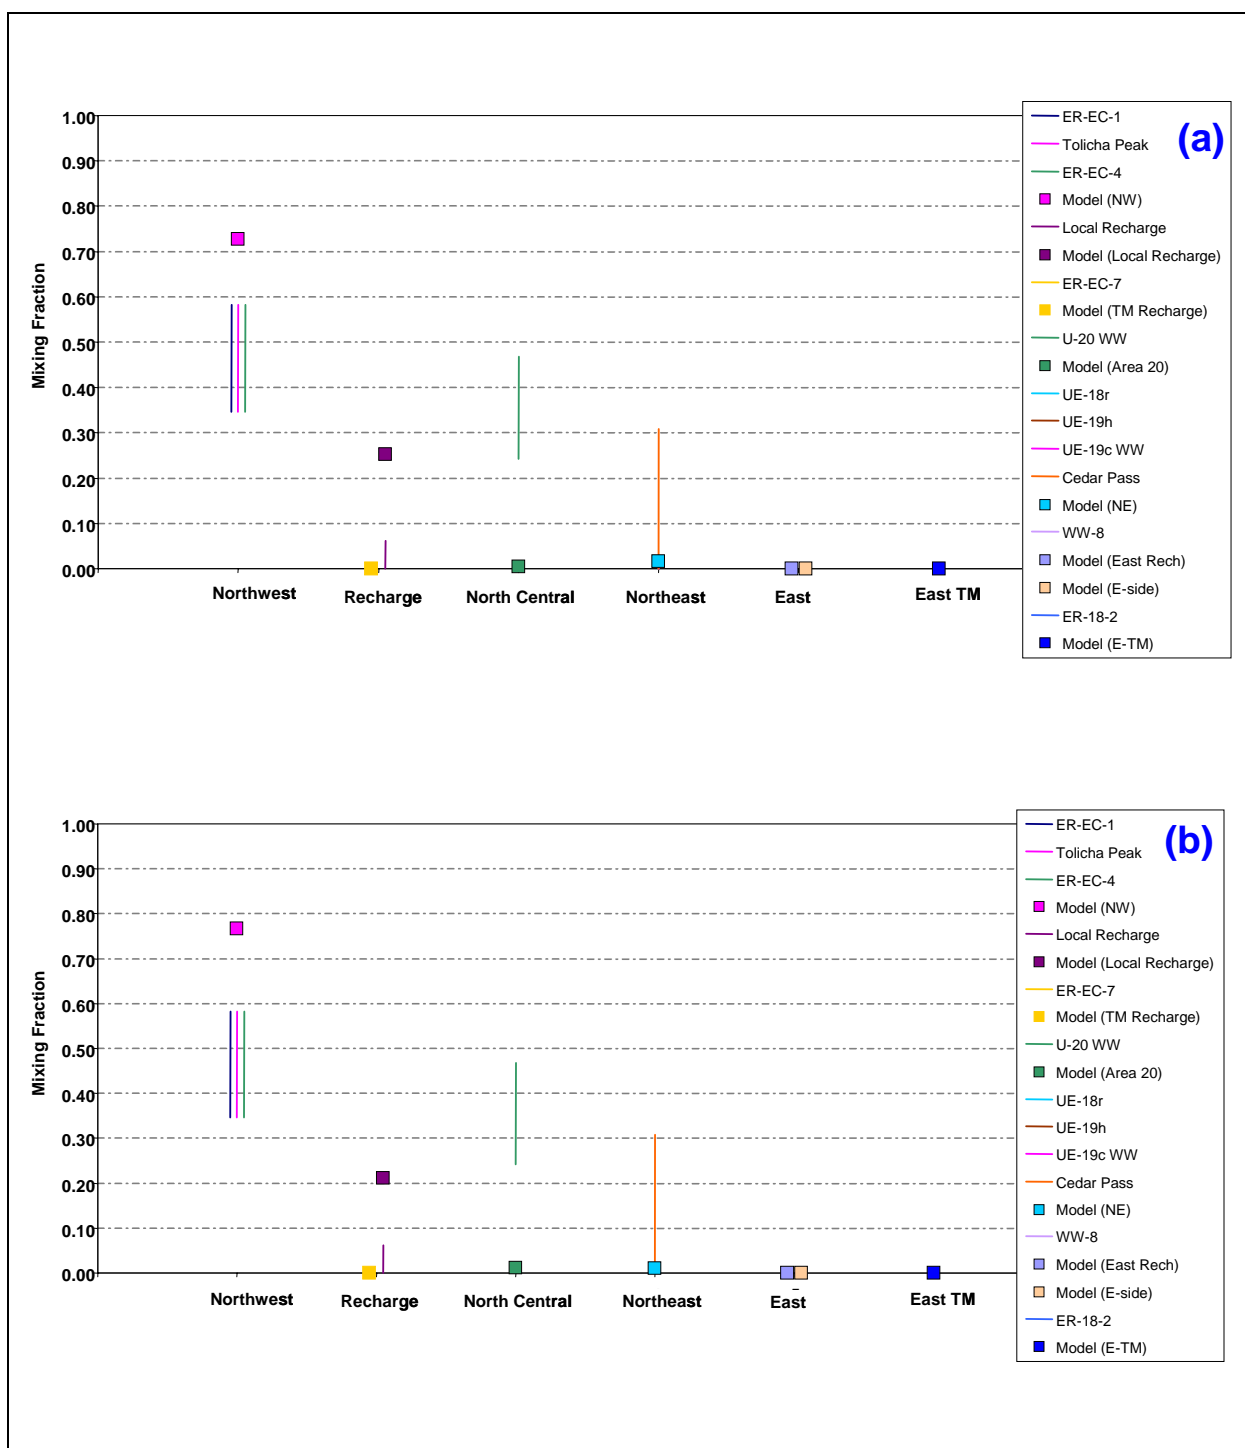 (a)
Mixing Fraction
1.00
0.90
0.80
0.70
0.60
0.50
0.40
0.30
0.20
0.10
0.00
Northwest
Recharge
North Central
Northeast
East
East TM
ER-EC-1
Tolicha Peak
ER-EC-4
Model (NW)
Local Recharge
Model (Local Recharge)
ER-EC-7
Model (TM Recharge)
U-20 WW
Model (Area 20)
UE-18r
UE-19h
UE-19c WW
Cedar Pass
Model (NE)
WW-8
Model (East Rech)
Model (E-side)
ER-18-2
Model (E-TM)
(b)
Mixing Fraction
1.00
0.90
0.80
0.70
0.60
0.50
0.40
0.30
0.20
0.10
0.00
Northwest
Recharge
North Central
Northeast
East
East TM
ER-EC-1
Tolicha Peak
ER-EC-4
Model (NW)
Local Recharge
Model (Local Recharge)
ER-EC-7
Model (TM Recharge)
U-20 WW
Model (Area 20)
UE-18r
UE-19h
UE-19c WW
Cedar Pass
Model (NE)
WW-8
Model (East Rech)
Model (E-side)
ER-18-2
Model (E-TM)